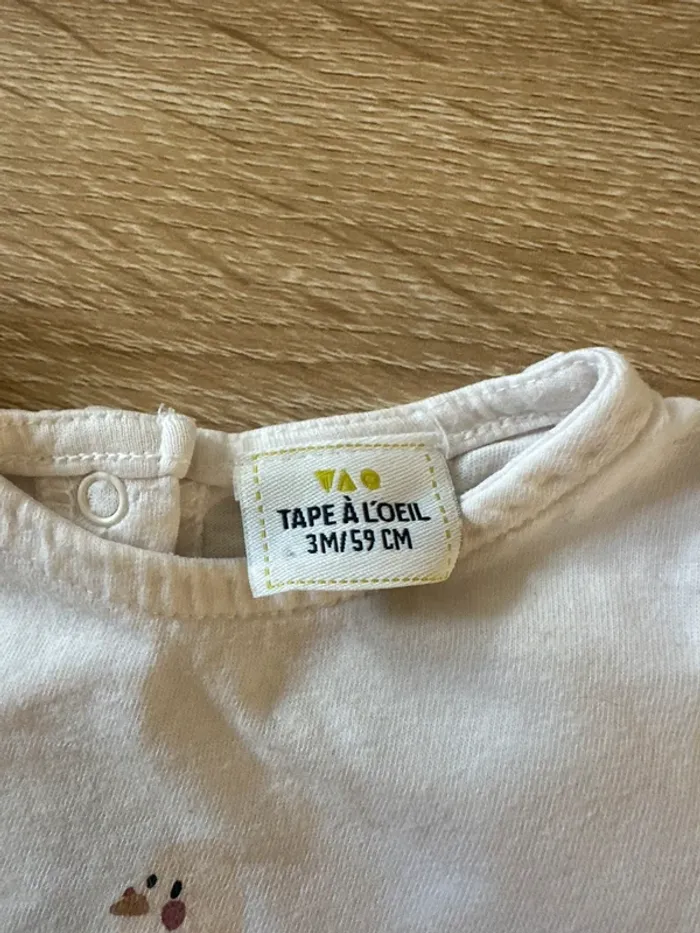 TAPE À L'OEIL
3M/59 CM